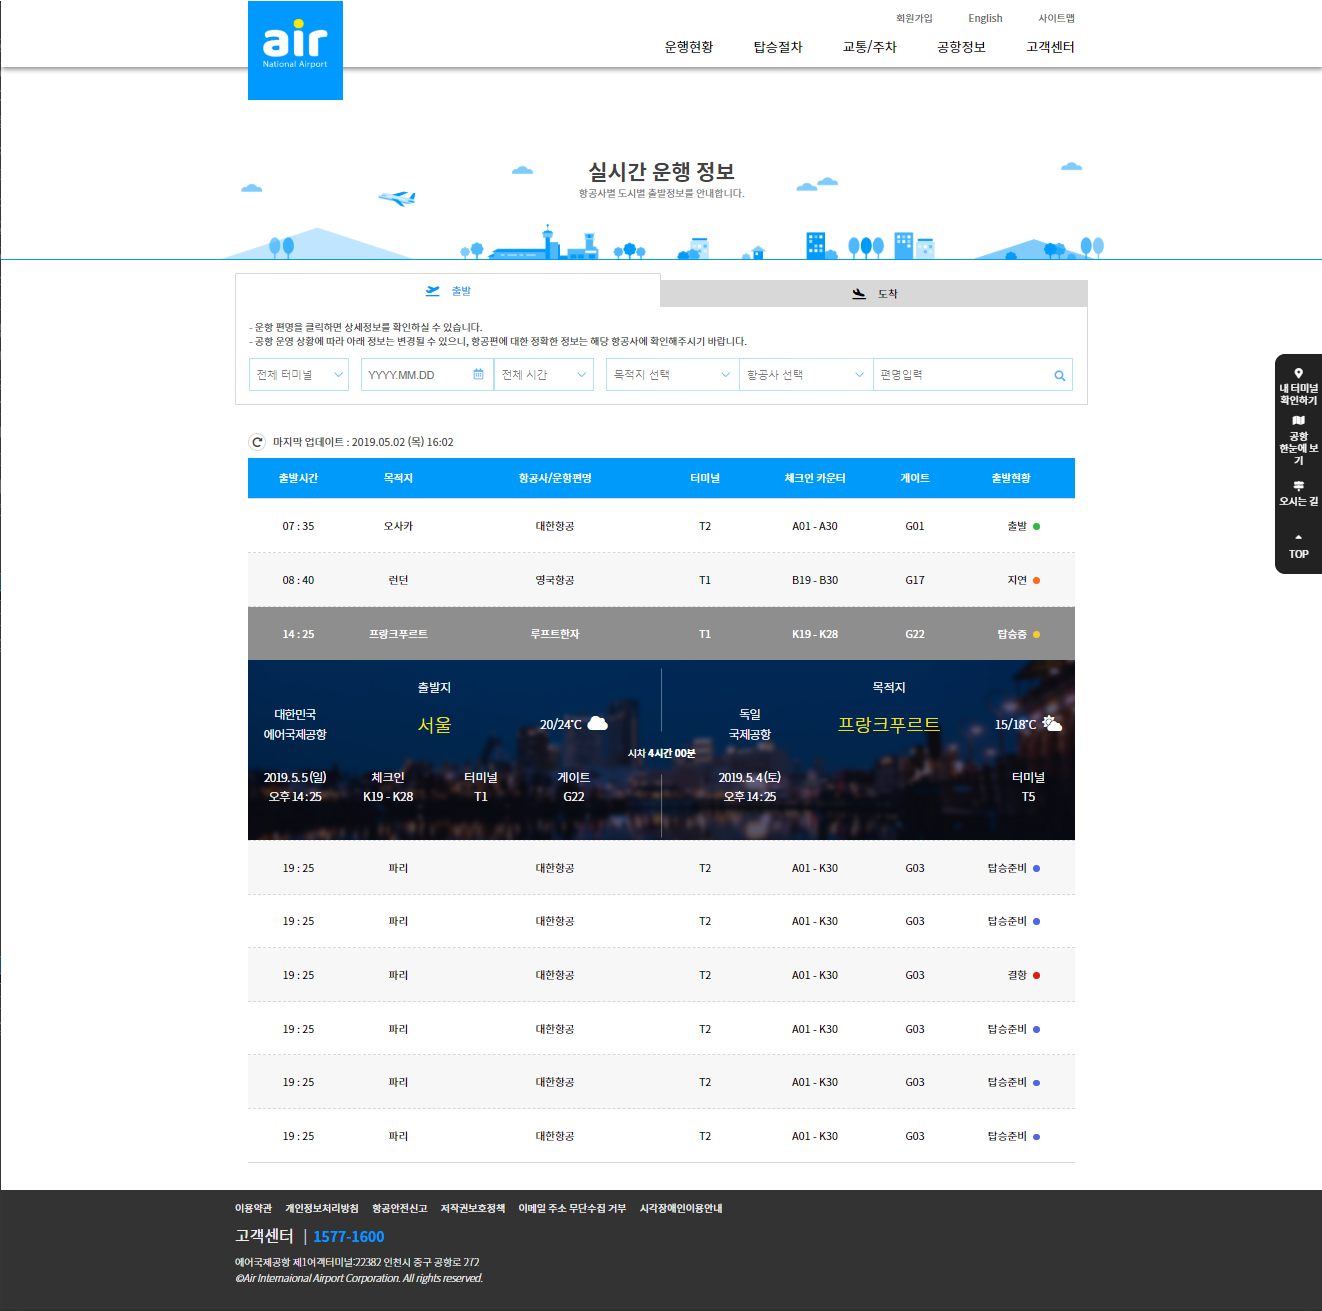 회원가입 English 사이트맵
air
National Airport
운행현황 탑승절차 교통/주차 공항정보 고객센터
실시간 운행 정보
항공사별 도시별 출발정보를 안내합니다.
출발 도착
- 운항 편명을 클릭하면 상세정보를 확인하실 수 있습니다.
- 공항 운영 상황에 따라 아래 정보는 변경될 수 있으니, 항공편에 대한 정확한 정보는 해당 항공사에 확인해주시기 바랍니다.
전체 터미널 YYYY.MM.DD 전체 시간 목적지 선택 항공사 선택 편명입력
내 터미널
확인하기
공항
한눈에 보
기
오시는 길
TOP
마지막 업데이트 : 2019.05.02 (목) 16:02
출발시간 목적지 항공사/운항편명 터미널 체크인 카운터 게이트 출발현황
07 : 35 오사카 대한항공 T2 A01 - A30 G01 출발
08 : 40 런던 영국항공 T1 B19 - B30 G17 지연
14 : 25 프랑크푸르트 루프트한자 T1 K19 - K28 G22 탑승중
출발지 목적지
대한민국
에어국제공항
서울 20/24°C
독일
국제공항
프랑크푸르트 15/18°C
시차 4시간 00분
2019.5.5 (일) 체크인 터미널 게이트 2019.5.4 (토) 터미널
오후 14 : 25 K19 - K28 T1 G22 오후 14 : 25 T5
19 : 25 파리 대한항공 T2 A01 - K30 G03 탑승준비
19 : 25 파리 대한항공 T2 A01 - K30 G03 탑승준비
19 : 25 파리 대한항공 T2 A01 - K30 G03 결항
19 : 25 파리 대한항공 T2 A01 - K30 G03 탑승준비
19 : 25 파리 대한항공 T2 A01 - K30 G03 탑승준비
19 : 25 파리 대한항공 T2 A01 - K30 G03 탑승준비
이용약관 개인정보처리방침 항공안전신고 저작권보호정책 이메일 주소 무단수집 거부 시각장애인이용안내
고객센터 | 1577-1600
에어국제공항 제1여객터미널:22382 인천시 중구 공항로 272
©Air Internaional Airport Corporation. All rights reserved.